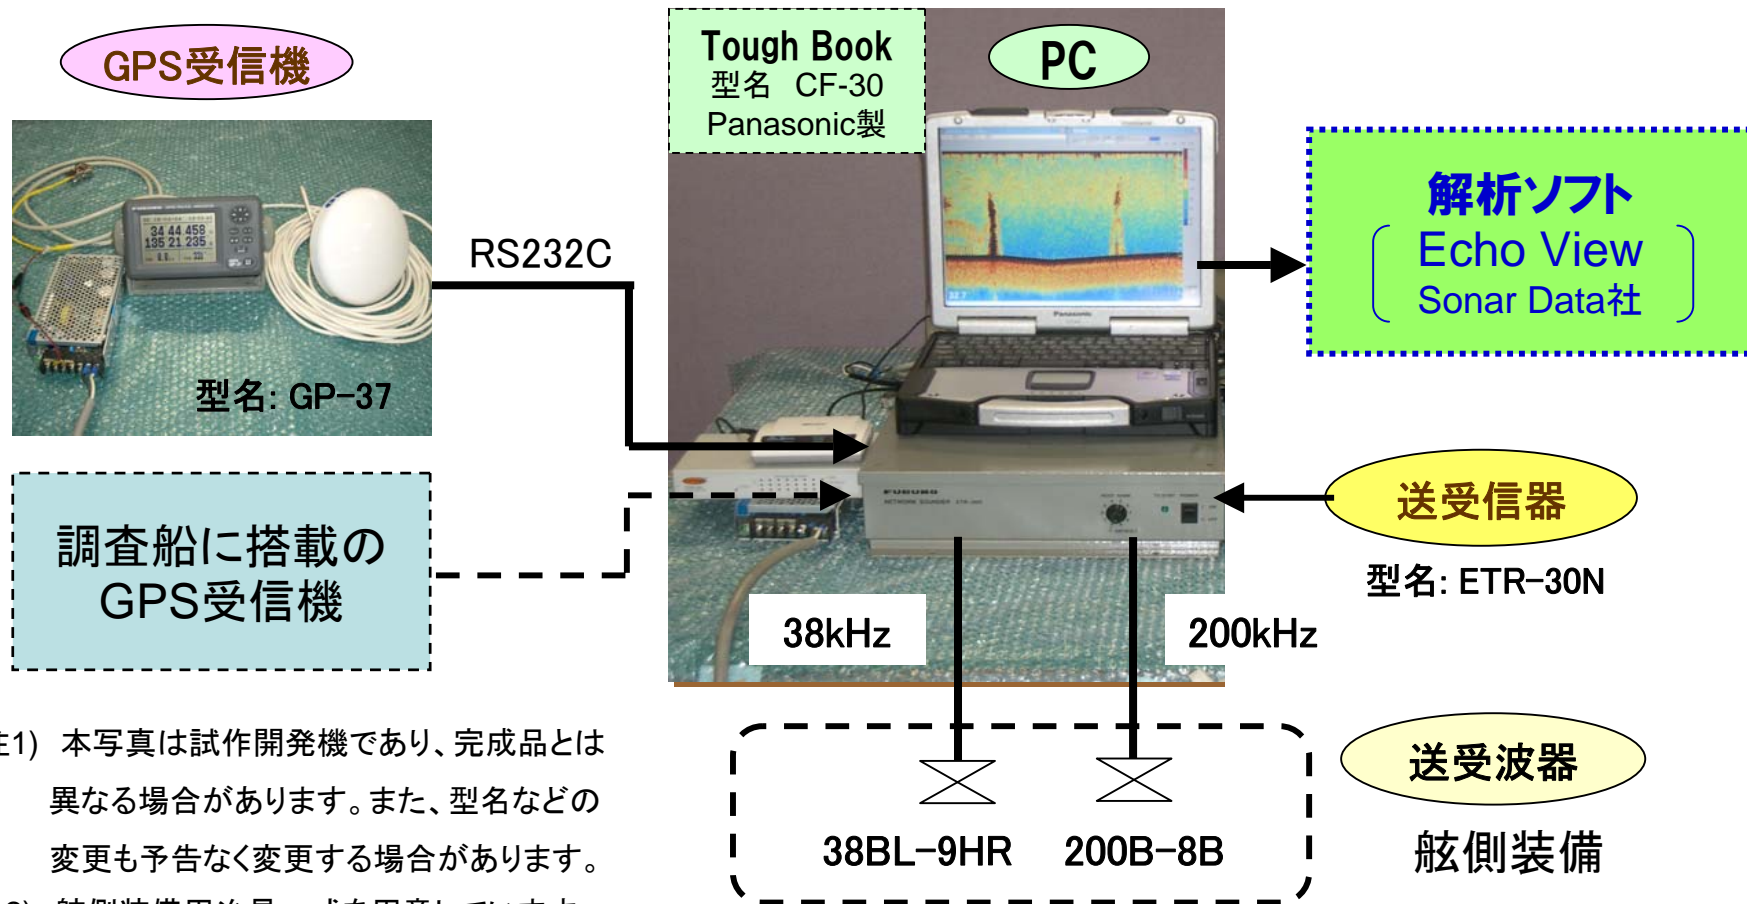 GPS受信機
Tough Book
型名 CF-30
Panasonic製
PC
解析ソフト
Echo View
Sonar Data社
34 44.458
135 21.235
RS232C
型名: GP-37
Panasonic
FURUNO
NETWORK SOUNDER
調査船に搭載の
GPS受信機
送受信器
型名: ETR-30N
38kHz
200kHz
注1) 本写真は試作開発機であり、完成品とは
異なる場合があります。また、型名などの
変更も予告なく変更する場合があります。
送受波器
舷側装備
38BL-9HR
200B-8B